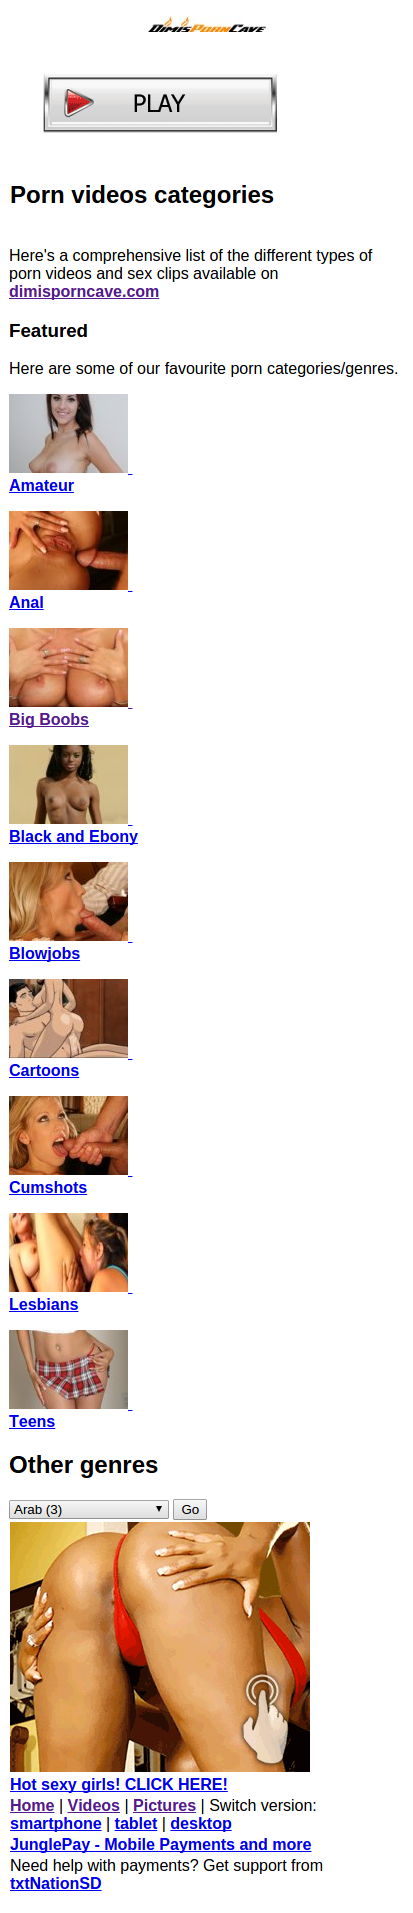 DimisPornCave
PLAY
Porn videos categories
Here's a comprehensive list of the different types of
porn videos and sex clips available on
dimisporncave.com
Featured
Here are some of our favourite porn categories/genres.
Amateur
Anal
Big Boobs
Black and Ebony
Blowjobs
Cartoons
Cumshots
Lesbians
Teens
Other genres
Arab (3) Go
Hot sexy girls! CLICK HERE!
Home | Videos | Pictures | Switch version:
smartphone | tablet | desktop
JunglePay - Mobile Payments and more
Need help with payments? Get support from
txtNationSD